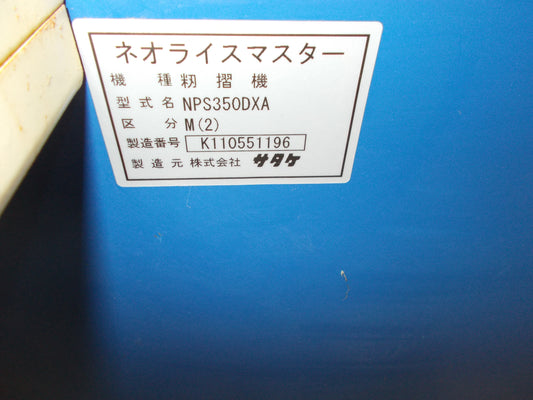 ネオライスマスター
機種 籾摺機
型式名 NPS350DXA
区分 M(2)
製造番号 K110551196
製造元 株式会社 サタケ